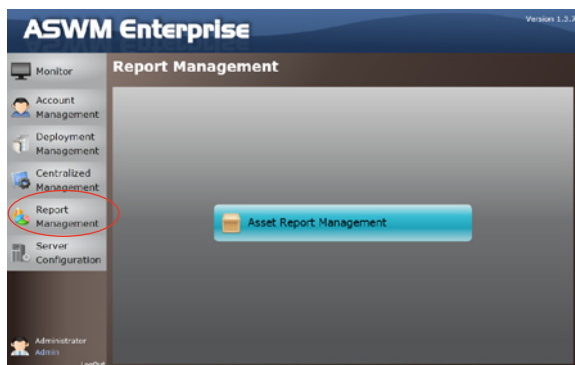 ASWM Enterprise
Version 1.3.7
Monitor
Report Management
Account
Management
Deployment
Management
Centralized
Management
Report
Management
Asset Report Management
Server
Configuration
Administrator
Admin
LogOut